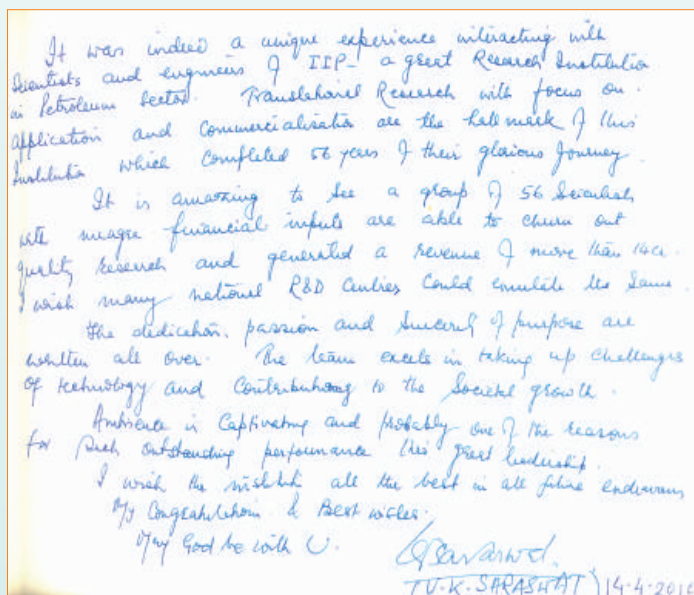 It was indeed a unique experience interacting with
Scientists and engineers of IIP - a great Research Institution
in Petroleum Sector. Translational Research with focus on
application and commercialisation are the hallmark of this
Institution which completed 56 years of their glorious Journey.
It is amazing to see a group of 56 Scientists
with meagre financial inputs are able to churn out
quality research and generated a revenue of more than 14 Cr.
I wish many national R&D Centres could emulate the same.
The dedication, passion and Sincerity of purpose are
written all over. The team excels in taking up challenges
of technology and Contributing to the Societal growth.
Ambience is Captivating and probably one of the reasons
for such outstanding performance this great leadership.
I wish the institute all the best in all future endeavours
My Congratulations & Best wishes.
May God be with U.
(V.K. SARASWAT) 14-4-2016